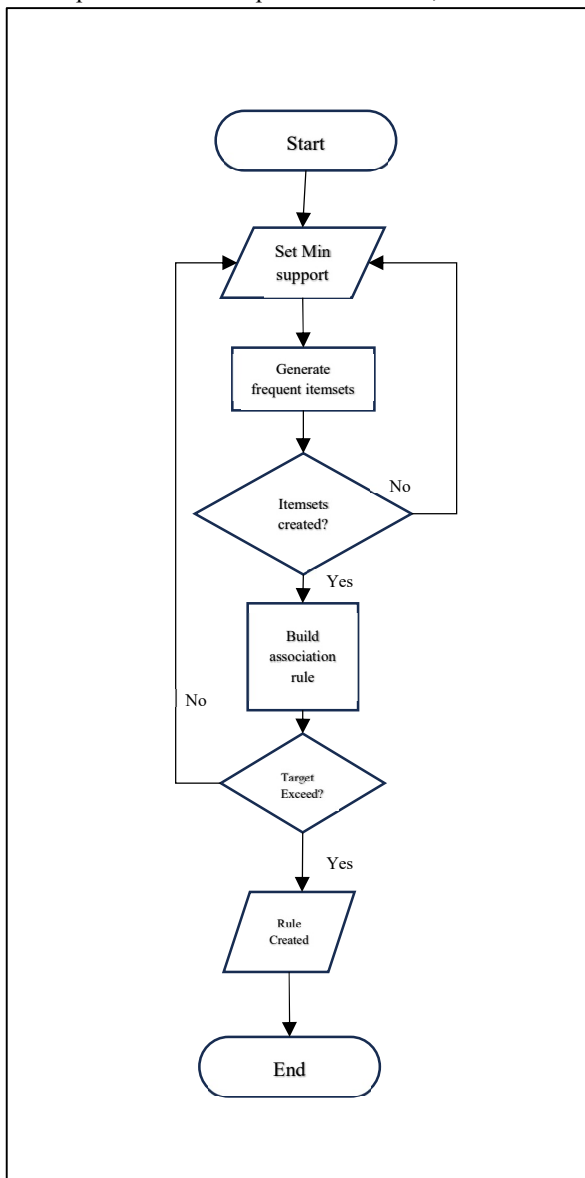 Start
Set Min
support
Generate
frequent itemsets
No
Itemsets
created?
Yes
Build
association
rule
No
Target
Exceed?
Yes
Rule
Created
End